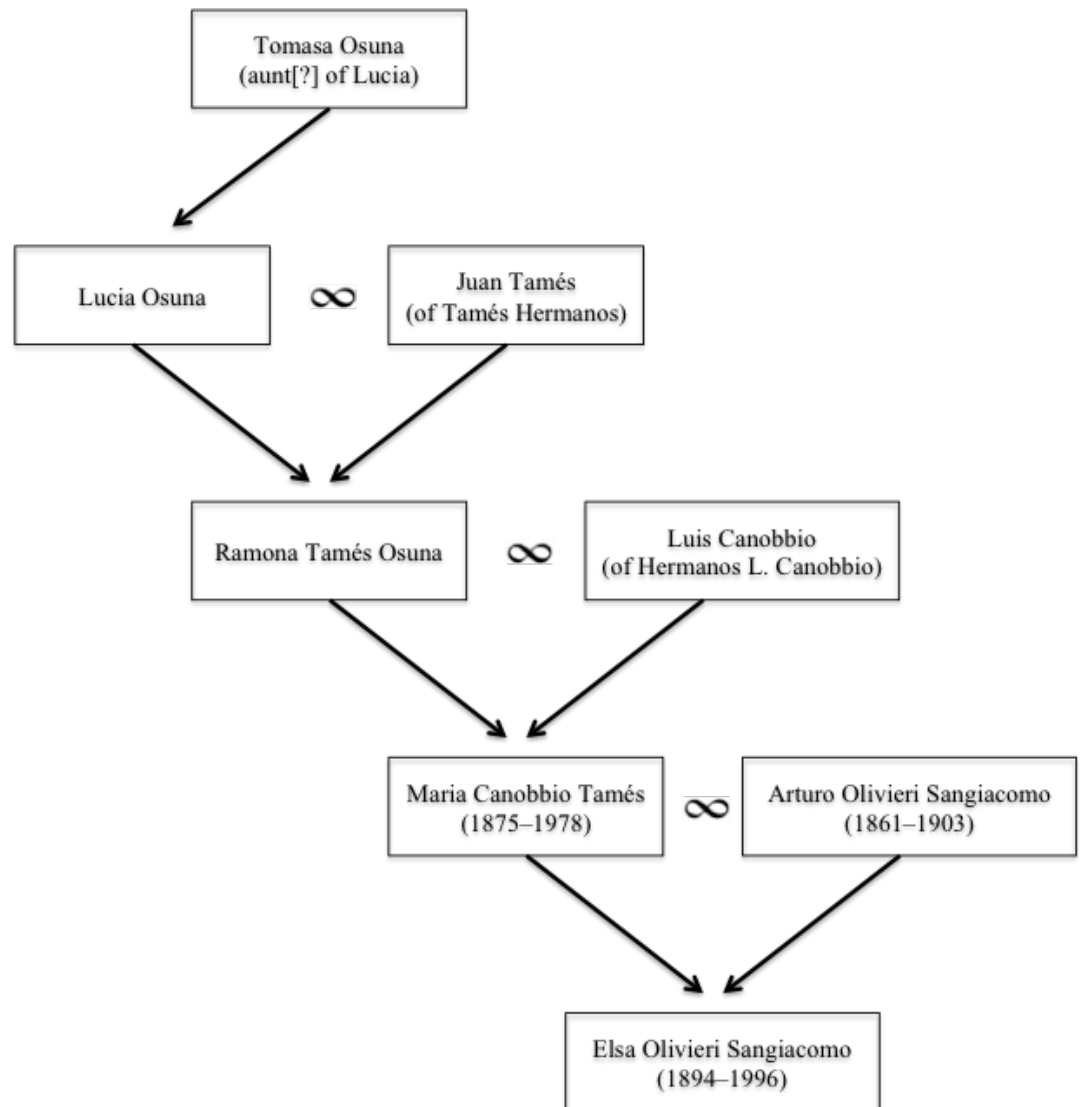 Tomasa Osuna
(aunt[?] of Lucia)
Lucia Osuna
∞
Juan Tamés
(of Tamés Hermanos)
Ramona Tamés Osuna
∞
Luis Canobbio
(of Hermanos L. Canobbio)
Maria Canobbio Tamés
(1875–1978)
∞
Arturo Olivieri Sangiacomo
(1861–1903)
Elsa Olivieri Sangiacomo
(1894–1996)